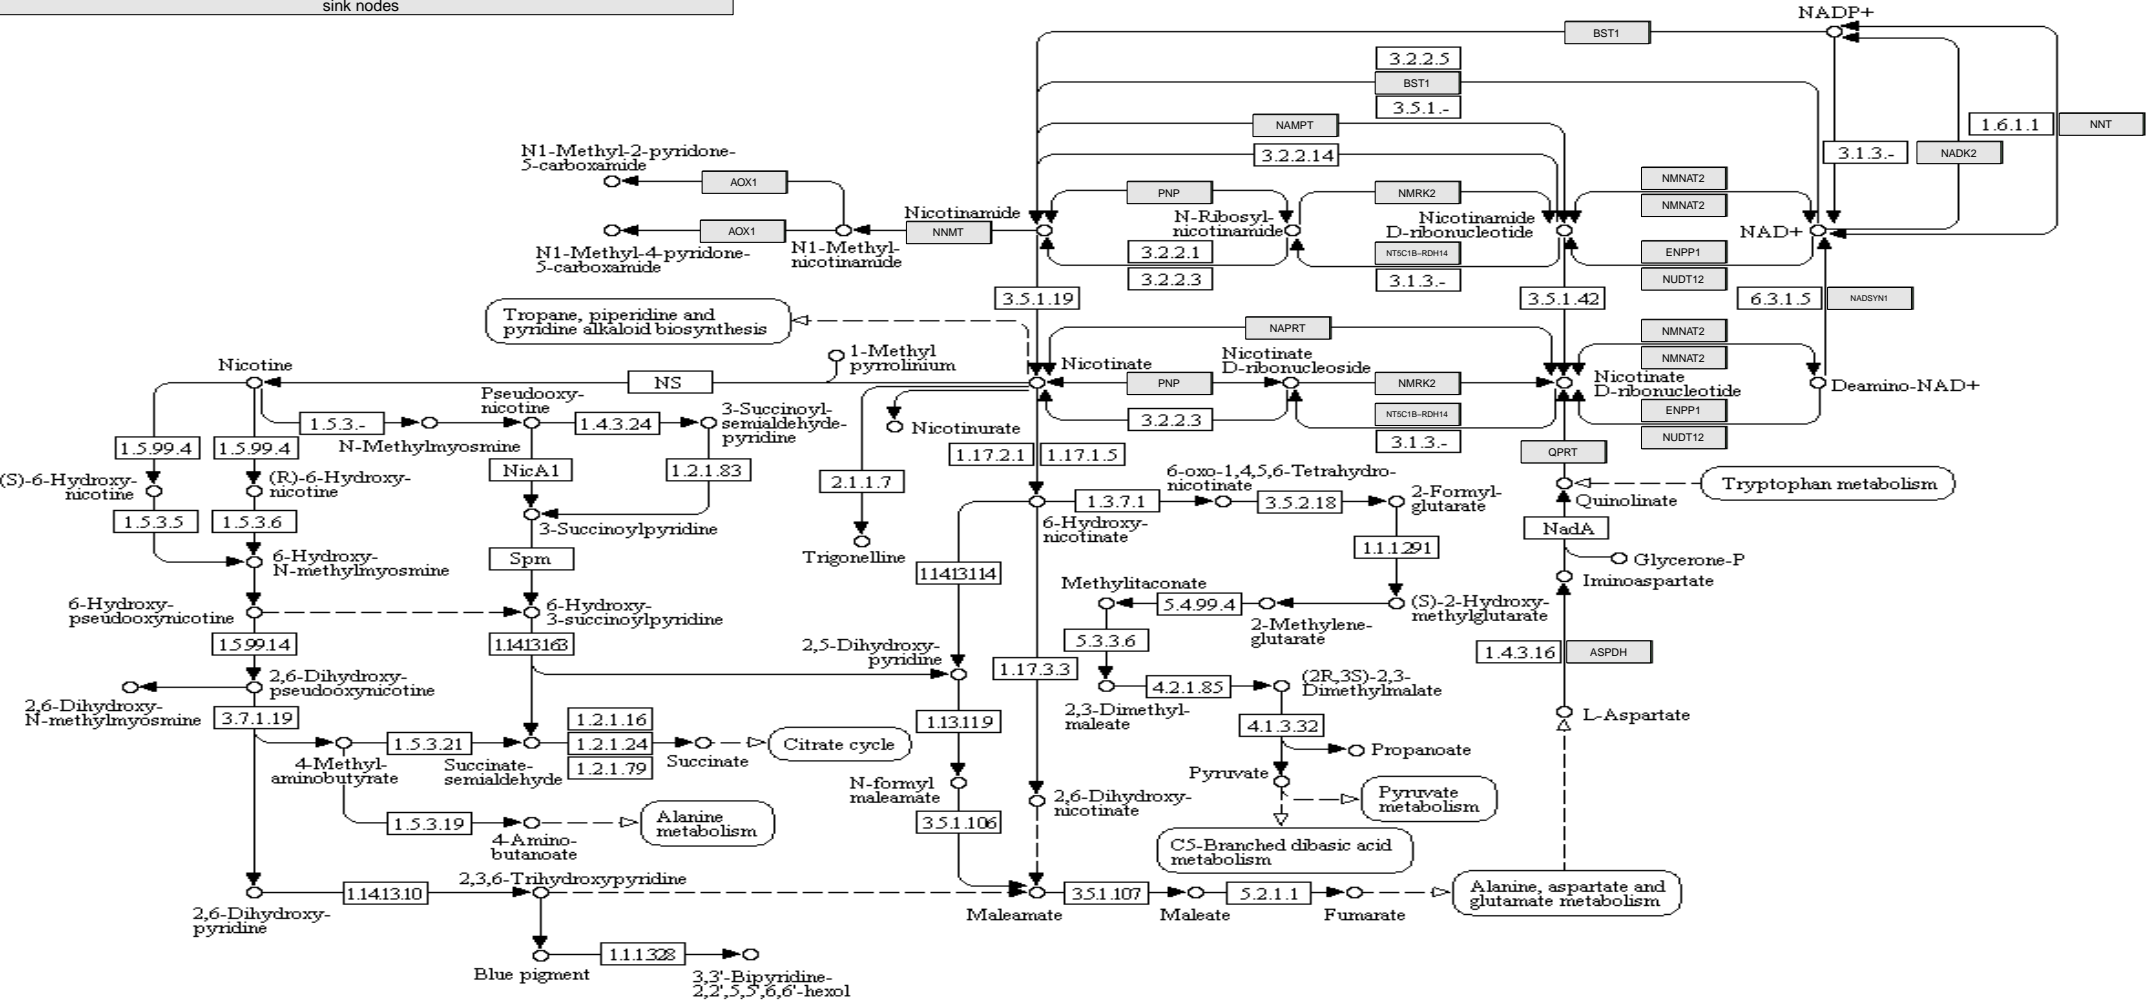 sink nodes
NADP+
BST1
3.2.2.5
BST1
3.5.1.-
NAMPT
1.6.1.1
NNT
3.2.2.14
3.1.3.-
NADK2
N1-Methyl-2-pyridone-
5-carboxamide
AOX1
PNP
NMRK2
NMNAT2
NMNAT2
Nicotinamide
N-Ribosyl-
nicotinamide
Nicotinamide
D-ribonucleotide
NAD+
AOX1
NNMT
N1-Methyl-4-pyridone-
5-carboxamide
N1-Methyl-
nicotinamide
3.2.2.1
NT5C1B-RDH14
ENPP1
3.2.2.3
3.1.3.-
NUDT12
3.5.1.19
3.5.1.42
6.3.1.5
NADSYN1
Tropane, piperidine and
pyridine alkaloid biosynthesis
NAPRT
NMNAT2
NMNAT2
Nicotine
1-Methyl
pyrrolinium
Nicotinate
Nicotinate
D-ribonucleoside
NS
PNP
NMRK2
Nicotinate
D-ribonucleotide
Deamino-NAD+
Pseudooxy-
nicotine
1.5.3.-
1.4.3.24
3-Succinoyl-
semialdehyde-
pyridine
Nicotinurate
3.2.2.3
NT5C1B-RDH14
ENPP1
3.1.3.-
NUDT12
N-Methylmyosmine
1.5.99.4
1.5.99.4
NicA1
1.2.1.83
1.17.2.1
1.17.1.5
QPRT
(S)-6-Hydroxy-
nicotine
(R)-6-Hydroxy-
nicotine
2.1.1.7
6-oxo-1,4,5,6-Tetrahydro-
nicotinate
1.3.7.1
3.5.2.18
2-Formyl-
glutarate
Quinolinate
Tryptophan metabolism
1.5.3.5
1.5.3.6
3-Succinoylpyridine
6-Hydroxy-
nicotinate
NadA
6-Hydroxy-
N-methylmyosmine
Spm
Trigonelline
1.1.1.291
Glycerone-P
1.14.13.114
Iminoaspartate
6-Hydroxy-
pseudooxynicotine
6-Hydroxy-
3-succinoylpyridine
Methylitaconate
5.4.99.4
2-Methylene-
glutarate
(S)-2-Hydroxy-
methylglutarate
1.5.99.14
1.14.13.163
2,5-Dihydroxy-
pyridine
5.3.3.6
1.4.3.16
ASPDH
1.17.3.3
2,6-Dihydroxy-
pseudooxynicotine
2,6-Dihydroxy-
N-methylmyosmine
4.2.1.85
(2R,3S)-2,3-
Dimethylmalate
2,3-Dimethyl-
maleate
3.7.1.19
1.2.1.16
1.13.11.9
4.1.3.32
L-Aspartate
1.5.3.21
1.2.1.24
Citrate cycle
Propanoate
4-Methyl-
aminobutyrate
Succinate-
semialdehyde
1.2.1.79
Succinate
Pyruvate
N-formyl
maleamate
2,6-Dihydroxy-
nicotinate
Pyruvate
metabolism
1.5.3.19
Alanine
metabolism
3.5.1.106
4-Amino-
butanoate
C5-Branched dibasic acid
metabolism
2,3,6-Trihydroxypyridine
1.14.13.10
3.5.1.107
5.2.1.1
Alanine, aspartate and
glutamate metabolism
2,6-Dihydroxy-
pyridine
Maleamate
Maleate
Fumarate
1.1.1.328
Blue pigment
3,3'-Bipyridine-
2,2',5,5',6,6'-hexol